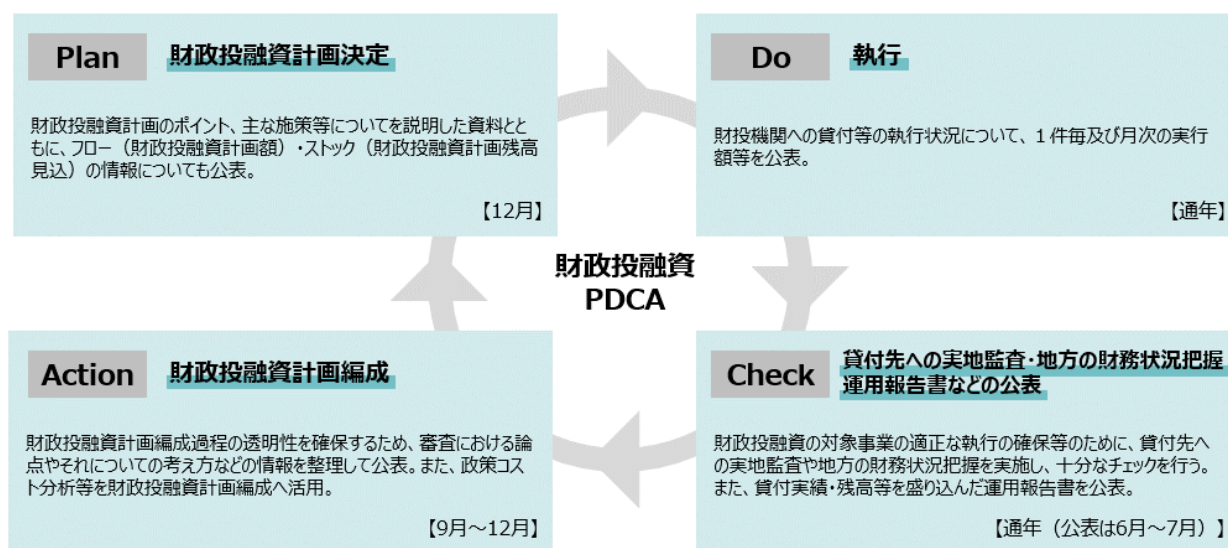 Plan 財政投融資計画決定
財政投融資計画のポイント、主な施策等についてを説明した資料とと
もに、フロー（財政投融資計画額）・ストック（財政投融資計画残高
見込）の情報についても公表。
【12月】
Do 執行
財投機関への貸付等の執行状況について、１件毎及び月次の実行
額等を公表。
【通年】
財政投融資
PDCA
Action 財政投融資計画編成
財政投融資計画編成過程の透明性を確保するため、審査における論
点やそれについての考え方などの情報を整理して公表。また、政策コス
ト分析等を財政投融資計画編成へ活用。
【9月～12月】
Check 貸付先への実地監査・地方の財務状況把握
運用報告書などの公表
財政投融資の対象事業の適正な執行の確保等のために、貸付先へ
の実地監査や地方の財務状況把握を実施し、十分なチェックを行う。
また、貸付実績・残高等を盛り込んだ運用報告書を公表。
【通年（公表は6月～7月）】